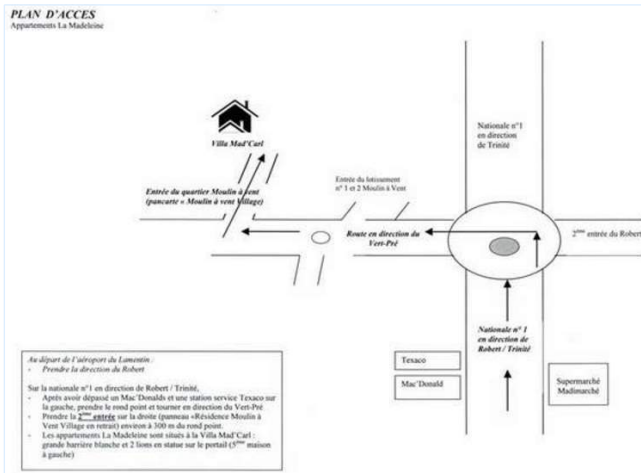 PLAN D'ACCES
Appartements La Madeleine
Nationale n°1
en direction
de Trinité
Villa Mad'Carl
Entrée du quartier Moulin à vent
(pancarte « Moulin à vent Village)
Entrée du lotissement
n° 1 et 2 Moulin à Vent
Route en direction du
Vert-Pré
2ème entrée du Robert
Nationale n° 1
en direction de
Robert / Trinité
Texaco
Mac'Donald
Supermarché
Madimarché
Au départ de l'aéroport du Lamentin :
- Prendre la direction du Robert
Sur la nationale n°1 en direction de Robert / Trinité,
- Après avoir dépassé un Mac'Donalds et une station service Texaco sur
la gauche, prendre le rond point et tourner en direction du Vert-Pré
- Prendre la 2ème entrée sur la droite (panneau «Résidence Moulin à
Vent Village en retrait) environ à 300 m du rond point.
- Les appartements La Madeleine sont situés à la Villa Mad'Carl :
grande barrière blanche et 2 lions en statue sur le portail (5ème maison
à gauche)